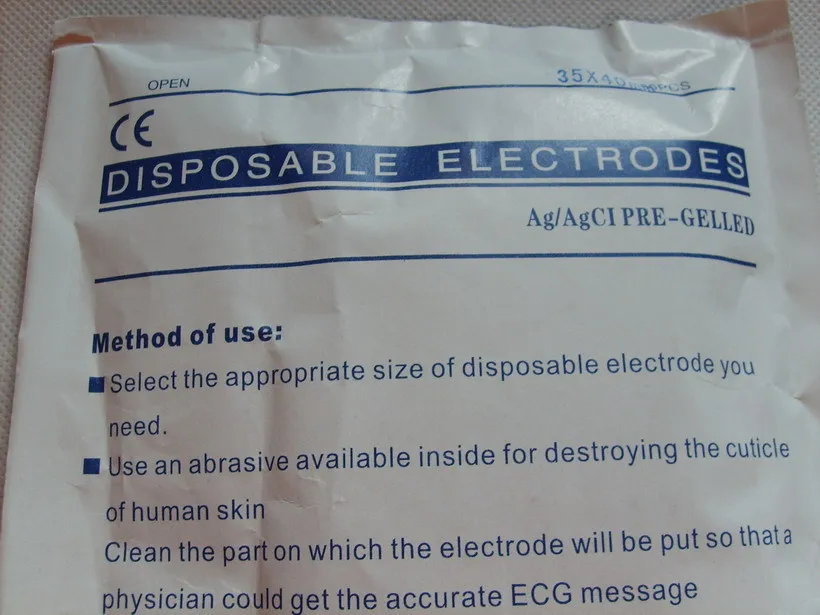 OPEN
35X40
CE
DISPOSABLE ELECTRODES
Ag/AgCl PRE-GELLED
Method of use:
Select the appropriate size of disposable electrode you
need.
Use an abrasive available inside for destroying the cuticle
of human skin
Clean the part on which the electrode will be put so that a
physician could get the accurate ECG message